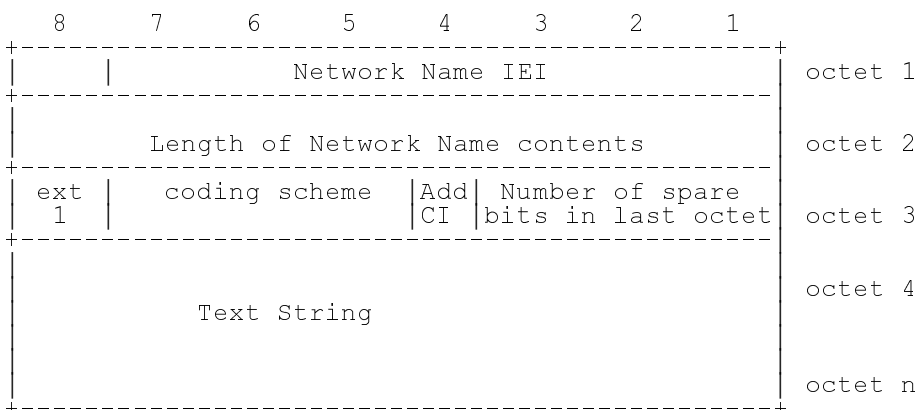 8 7 6 5 4 3 2 1
Network Name IEI octet 1
Length of Network Name contents octet 2
ext coding scheme Add Number of spare
1 CI bits in last octet octet 3
octet 4
Text String
octet n